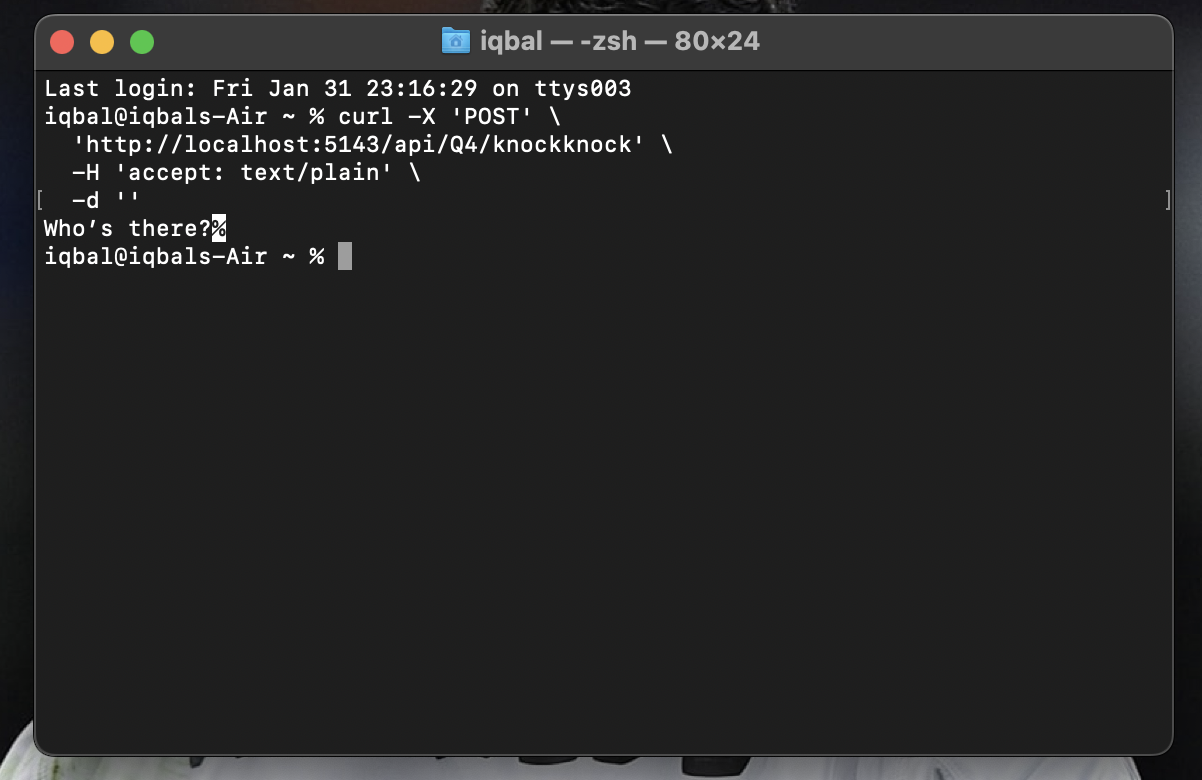 iqbal — -zsh — 80×24
Last login: Fri Jan 31 23:16:29 on ttys003
iqbal@iqbals-Air ~ % curl -X 'POST' \
  'http://localhost:5143/api/Q4/knockknock' \
  -H 'accept: text/plain' \
[  -d '' ]
Who’s there?%
iqbal@iqbals-Air ~ %